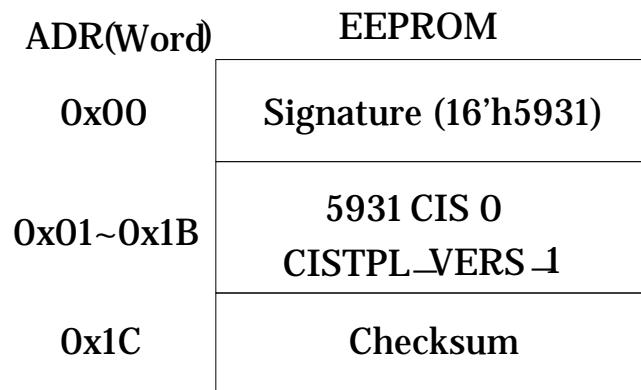 ADR(Word) EEPROM
0x00 Signature (16'h5931)
0x01~0x1B 5931 CIS 0
CISTPL_VERS_1
0x1C Checksum